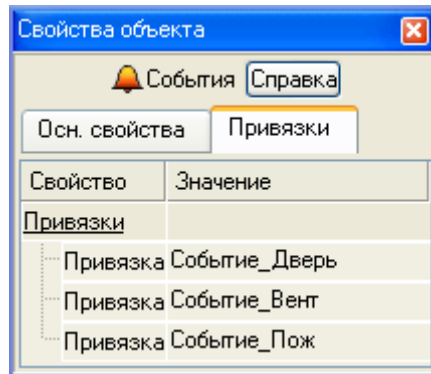 Свойства объекта
События Справка
Осн. свойства Привязки
Свойство Значение
Привязки
Привязка Событие_Дверь
Привязка Событие_Вент
Привязка Событие_Пож